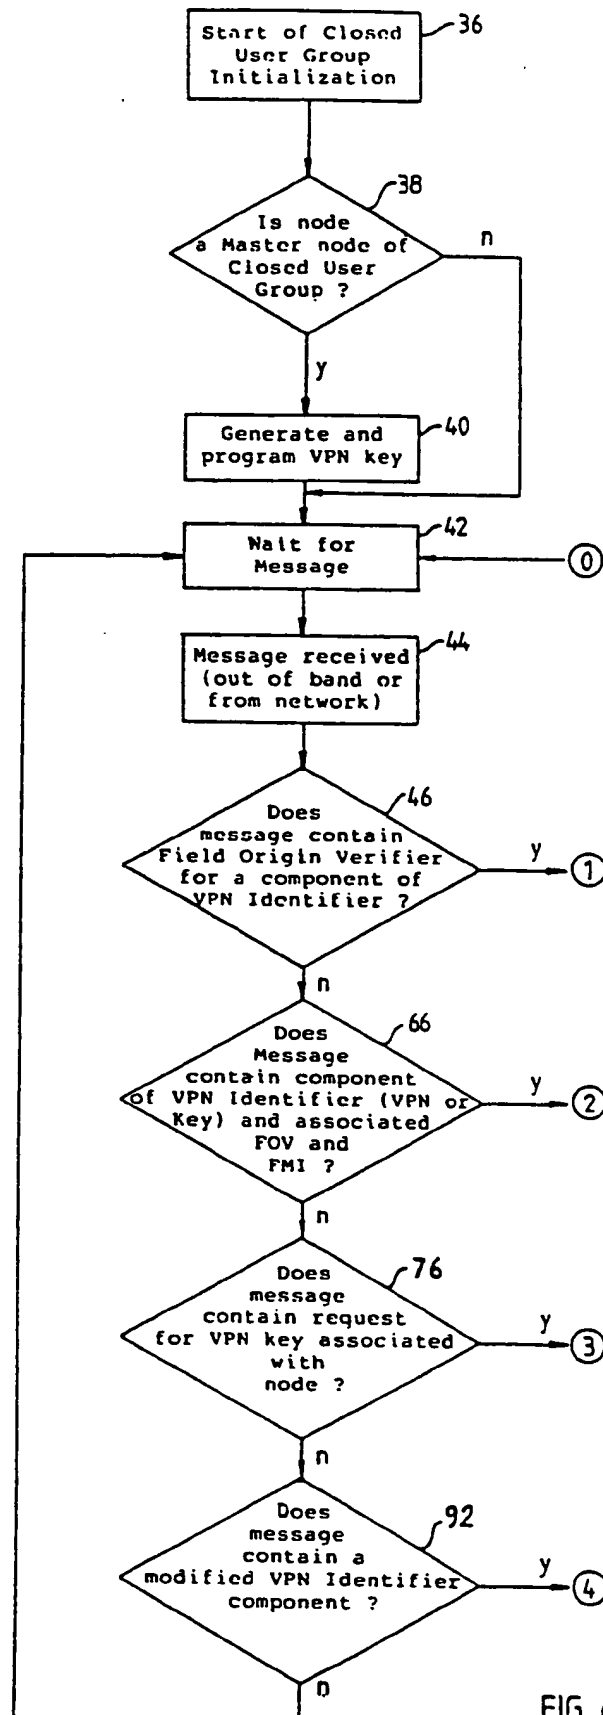 Start of Closed
User Group
Initialization
36
38
Is node
a Master node of
Closed User
Group ?
n
y
Generate and
program VPN key
40
Wait for
Message
42
0
Message received
(out of band or
from network)
44
46
Does
message contain
Field Origin Verifier
for a component of
VPN Identifier ?
y
1
n
66
Does
Message
contain component
of VPN Identifier (VPN or
Key) and associated
FOV and
FMI ?
y
2
n
76
Does
message
contain request
for VPN key associated
with
node ?
y
3
n
92
Does
message
contain a
modified VPN Identifier
component ?
y
4
n
FIG.